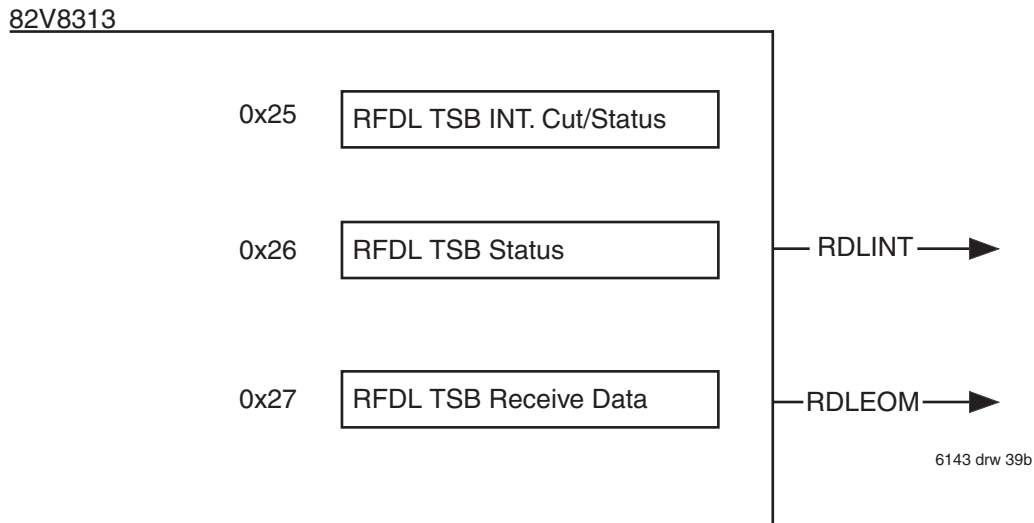 82V8313
0x25 RFDL TSB INT. Cut/Status
0x26 RFDL TSB Status
RDLINT
0x27 RFDL TSB Receive Data
RDLEOM
6143 drw 39b